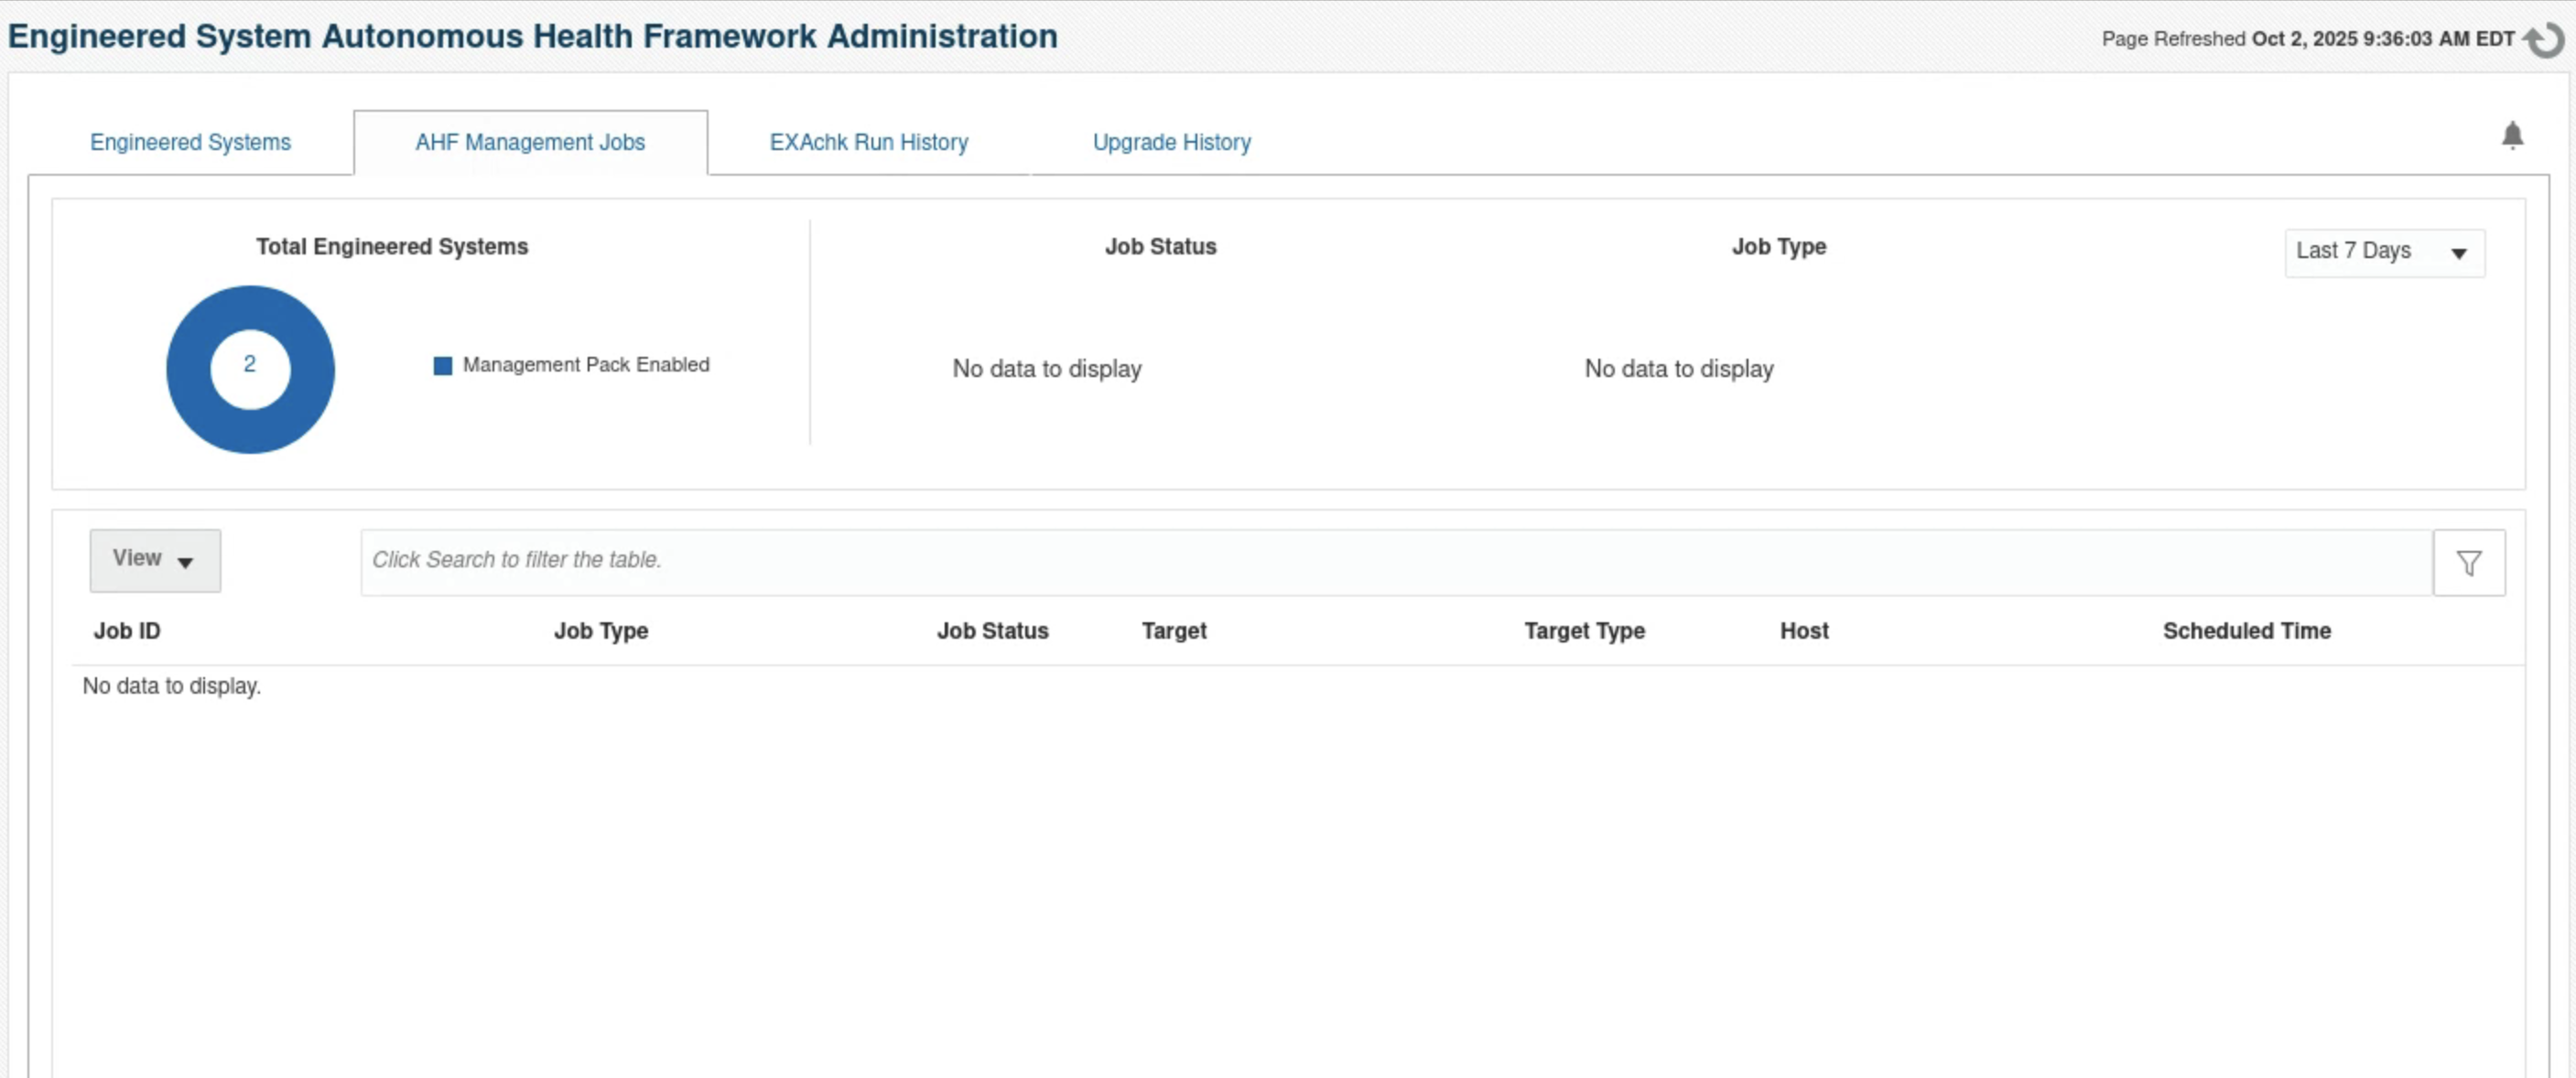 Engineered System Autonomous Health Framework Administration
Page Refreshed Oct 2, 2025 9:36:03 AM EDT
Engineered Systems
AHF Management Jobs
EXAchk Run History
Upgrade History
Total Engineered Systems
Job Status
Job Type
Last 7 Days
2
Management Pack Enabled
No data to display
No data to display
View
Click Search to filter the table.
Job ID
Job Type
Job Status
Target
Target Type
Host
Scheduled Time
No data to display.